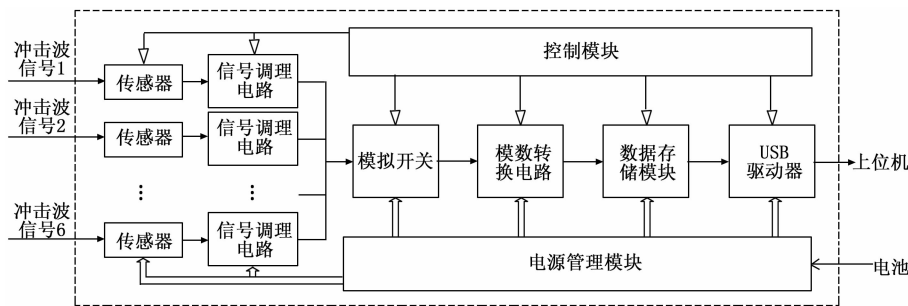 冲击波
信号1
传感器
信号调理
电路
控制模块
冲击波
信号2
传感器
信号调理
电路
模拟开关
模数转
换电路
数据存
储模块
USB
驱动器
上位机
冲击波
信号6
传感器
信号调理
电路
电源管理模块
电池